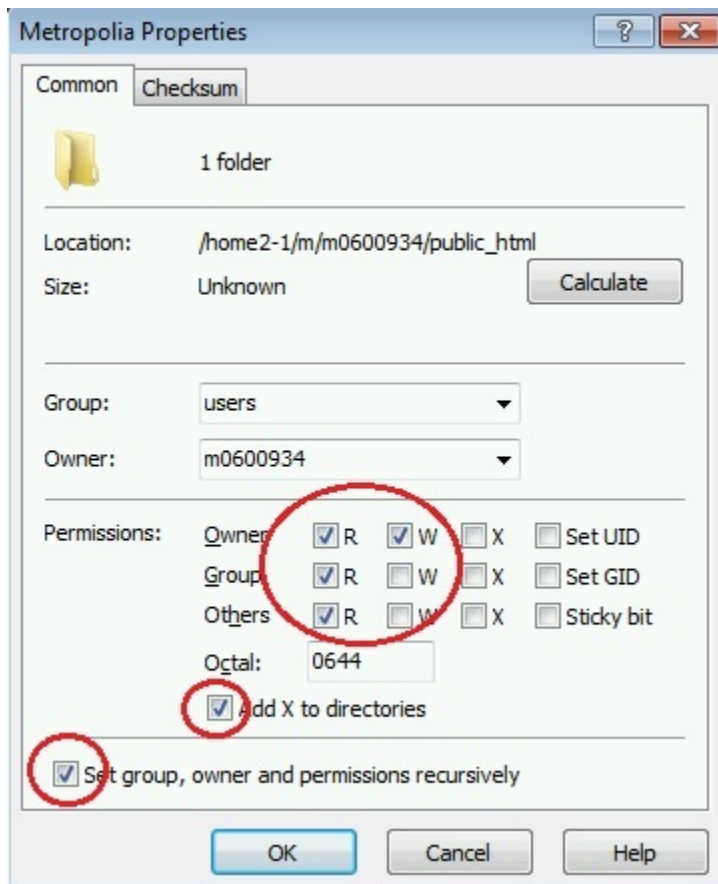 Metropolia Properties
Common Checksum
1 folder
Location: /home2-1/m/m0600934/public_html
Size: Unknown Calculate
Group: users
Owner: m0600934
Permissions: Owner R W X Set UID
Group R W X Set GID
Others R W X Sticky bit
Octal: 0644
Add X to directories
Set group, owner and permissions recursively
OK Cancel Help